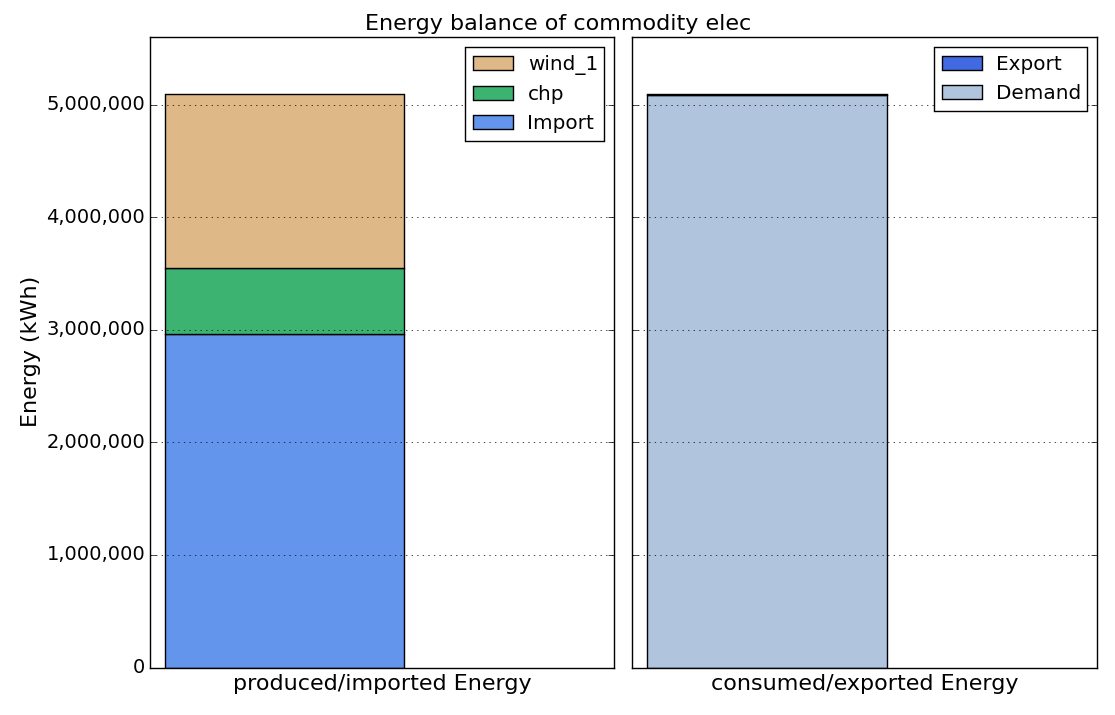 Energy balance of commodity elec
Energy (kWh)
5,000,000
4,000,000
3,000,000
2,000,000
1,000,000
0
wind_1
chp
Import
produced/imported Energy
Export
Demand
consumed/exported Energy